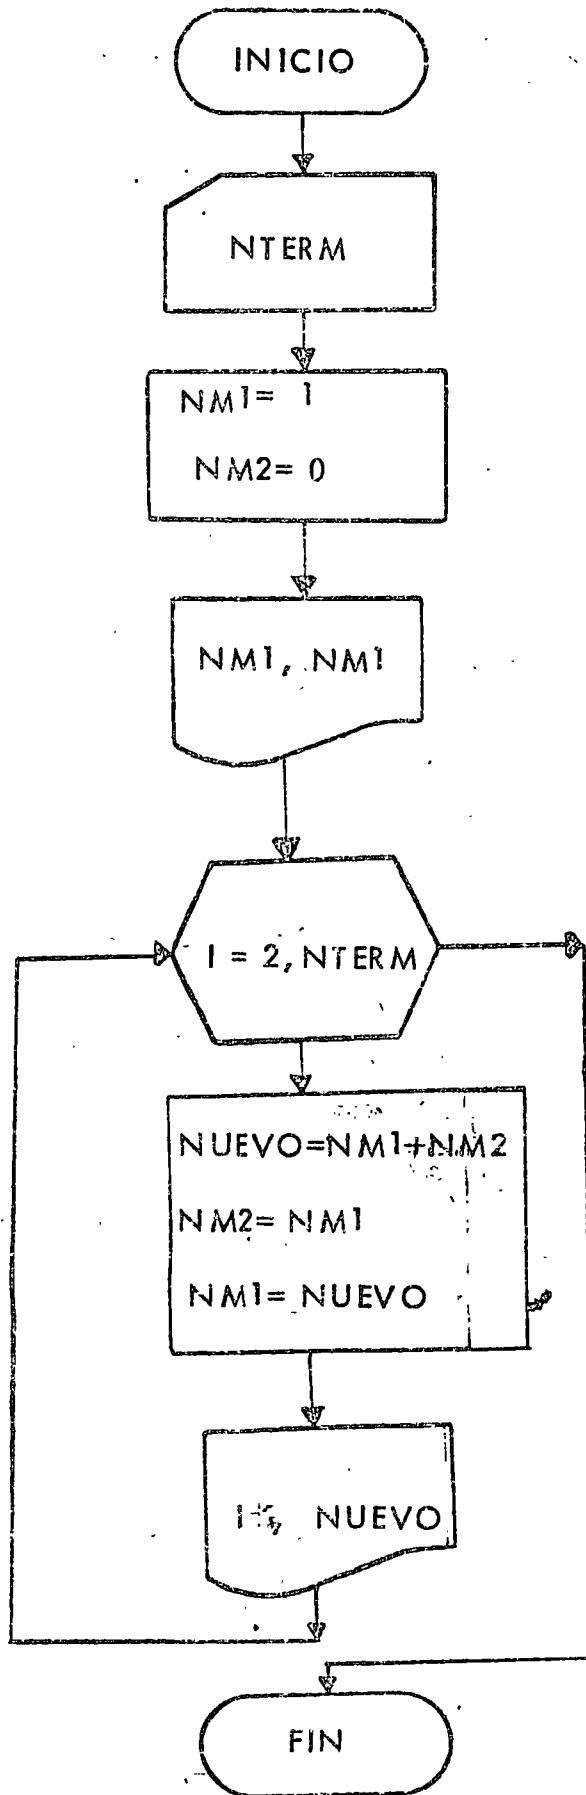 INICIO
NTERM
NM1= 1
NM2= 0
NM1, NM1
I = 2, NTERM
NUEVO=NM1+NM2
NM2= NM1
NM1= NUEVO
NUEVO
FIN